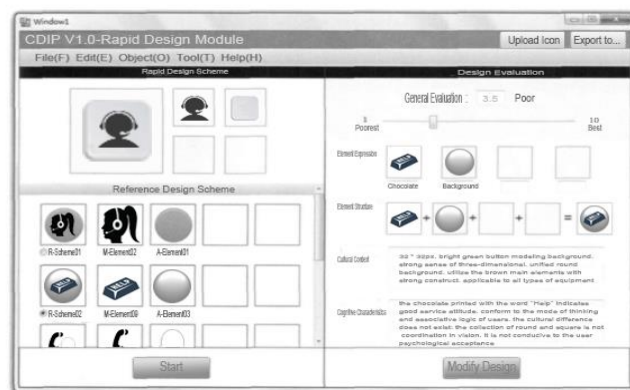 Window1
CDIP V1.0-Rapid Design Module
Upload Icon Export to...
File(F) Edit(E) Object(O) Tool(T) Help(H)
Rapid Design Scheme
Design Evaluation
General Evaluation : 3.5 Poor
Poorest
10
Best
Element Expression
Chocolate Background
Reference Design Scheme
Element Structure
+ + + =
R-Scheme01 M-Element02 A-Element01
Cultural Context
32 * 32px, bright green button modeling background,
strong sense of three-dimensional, unified round
background, utilize the brown main elements with
strong construct, applicable to all types of equipment
HELP HELP
R-Scheme02 M-Element09 A-Element03
Cognitive Characteristics
the chocolate printed with the word "Help" indicates
good service attitude, conform to the mode of thinking
and associative logic of users, the cultural difference
does not exist; the collection of round and square is not
coordination in vision, it is not conducive to the user
psychological acceptance
Start
Modify Design